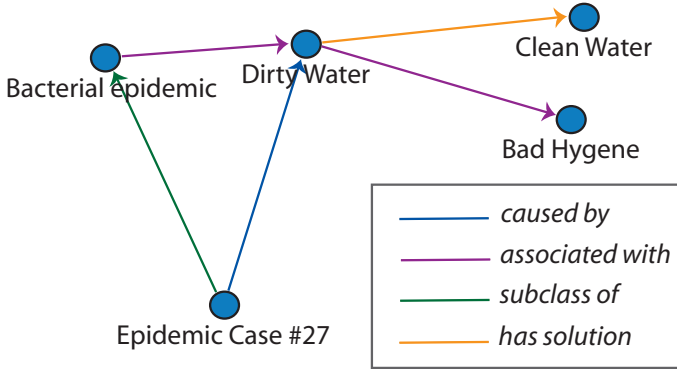 Clean Water
Dirty Water
Bacterial epidemic
Bad Hygene
Epidemic Case #27
caused by
associated with
subclass of
has solution